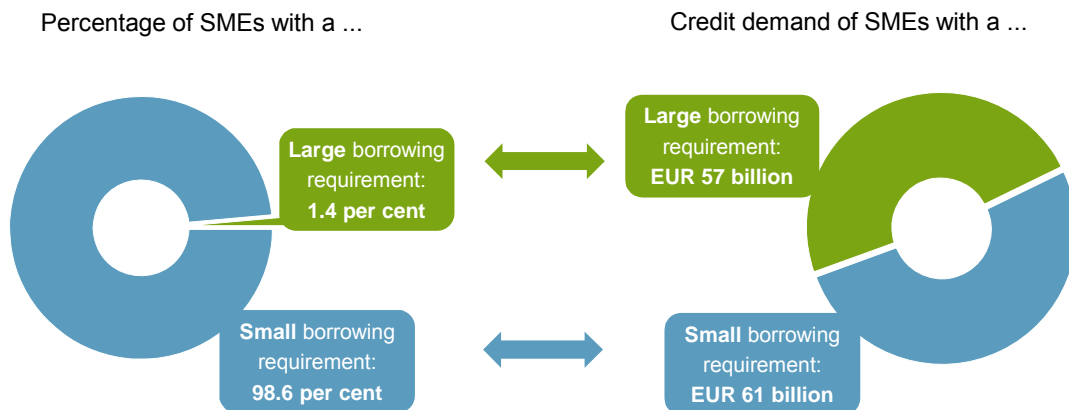 Percentage of SMEs with a ...
Credit demand of SMEs with a ...
Large borrowing
requirement:
1.4 per cent
Large borrowing
requirement:
EUR 57 billion
Small borrowing
requirement:
98.6 per cent
Small borrowing
requirement:
EUR 61 billion